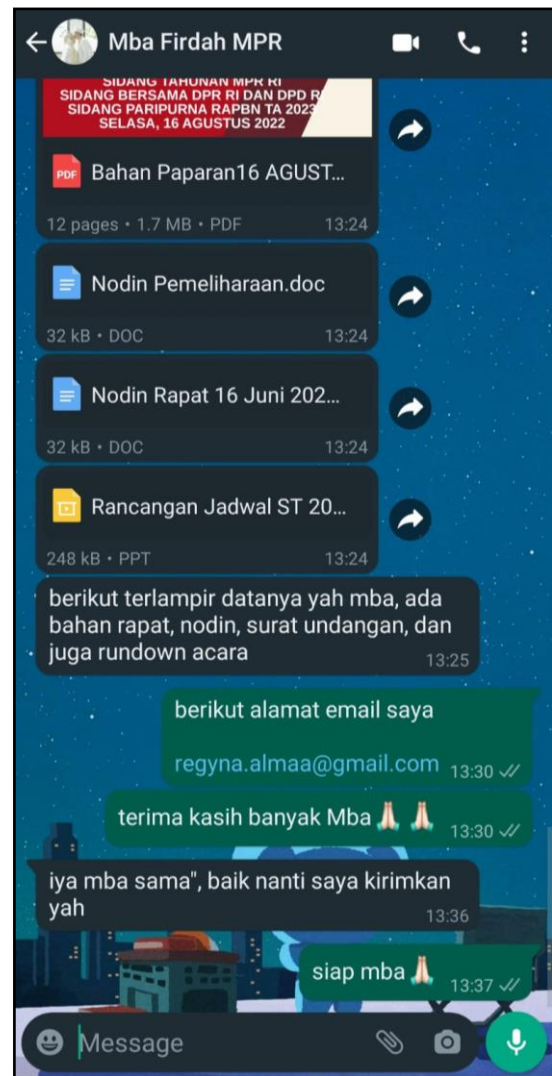 Mba Firdah MPR
SIDANG TAHUNAN MPR RI
SIDANG BERSAMA DPR RI DAN DPD R
SIDANG PARIPURNA RAPBN TA 2023
SELASA, 16 AGUSTUS 2022
PDF
Bahan Paparan16 AGUST...
12 pages • 1.7 MB • PDF 13:24
Nodin Pemeliharaan.doc
32 kB • DOC 13:24
Nodin Rapat 16 Juni 202...
32 kB • DOC 13:24
Rancangan Jadwal ST 20...
248 kB • PPT 13:24
berikut terlampir datanya yah mba, ada
bahan rapat, nodin, surat undangan, dan
juga rundown acara 13:25
berikut alamat email saya
regyna.almaa@gmail.com 13:30
terima kasih banyak Mba 🙏🏻 🙏🏻 13:30
iya mba sama", baik nanti saya kirimkan
yah 13:36
siap mba 🙏🏻 13:37
Message